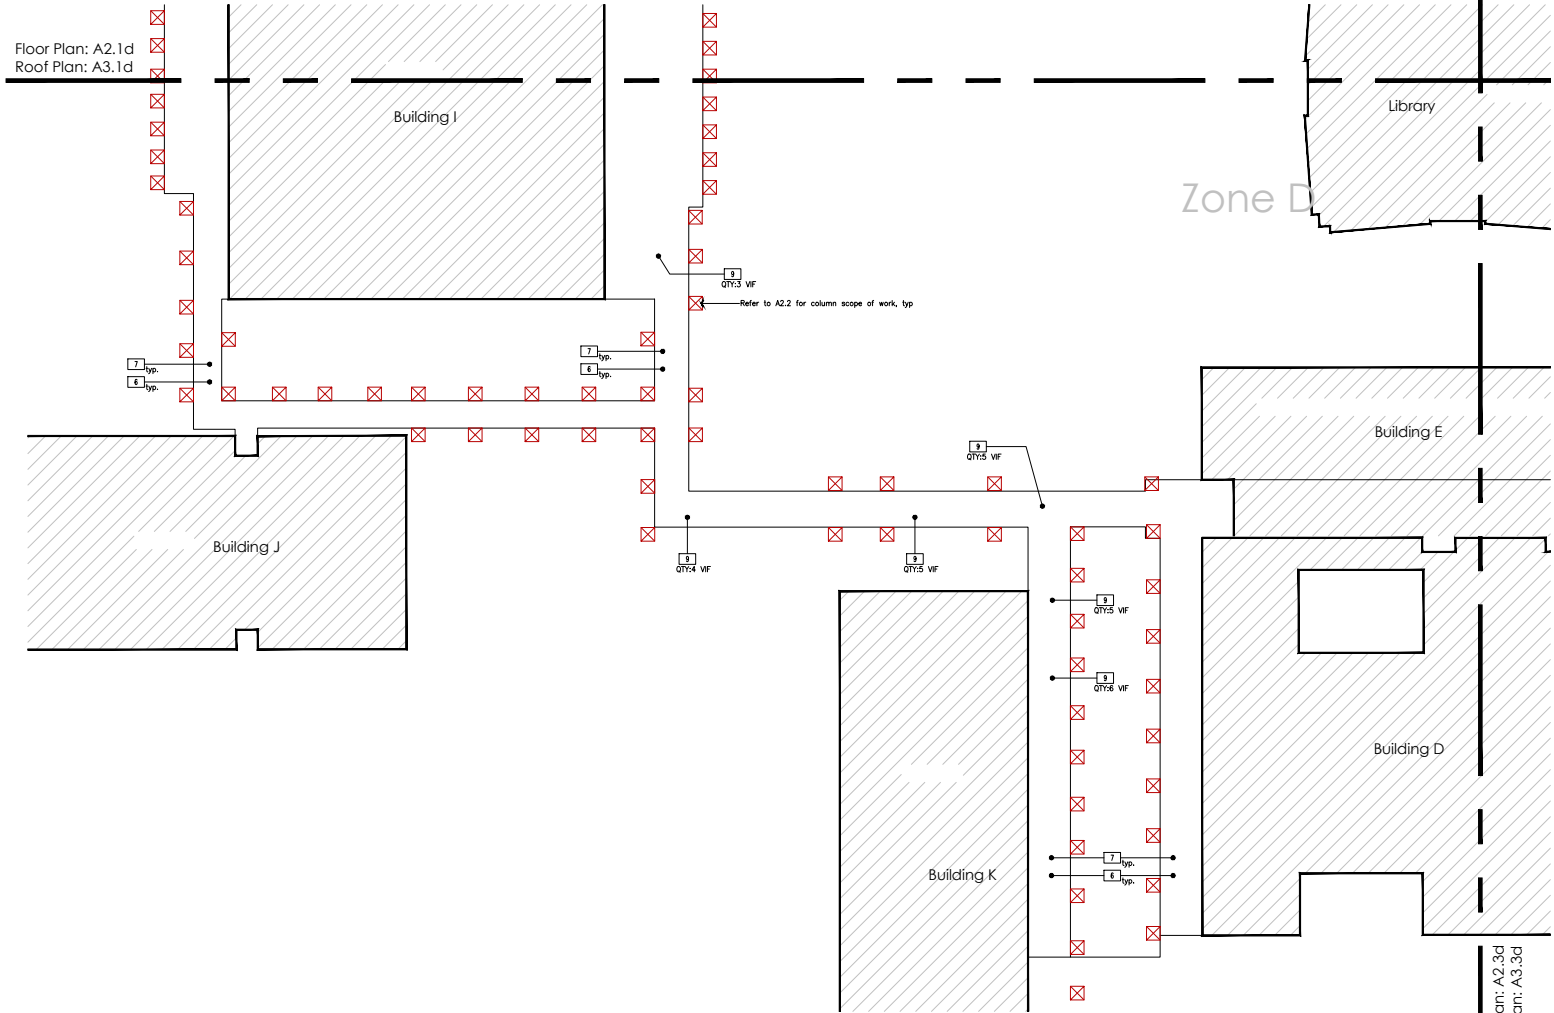 Floor Plan: A2.1d
Roof Plan: A3.1d
Building I
Library
Zone D
9
QTY:3 VIF
Refer to A2.2 for column scope of work, typ
7
typ.
6
typ.
7
typ.
6
typ.
Building E
9
QTY:5 VIF
Building J
9
QTY:4 VIF
9
QTY:5 VIF
9
QTY:5 VIF
9
QTY:6 VIF
Building D
7
typ.
6
typ.
Building K
an: A2.3d
an: A3.3d